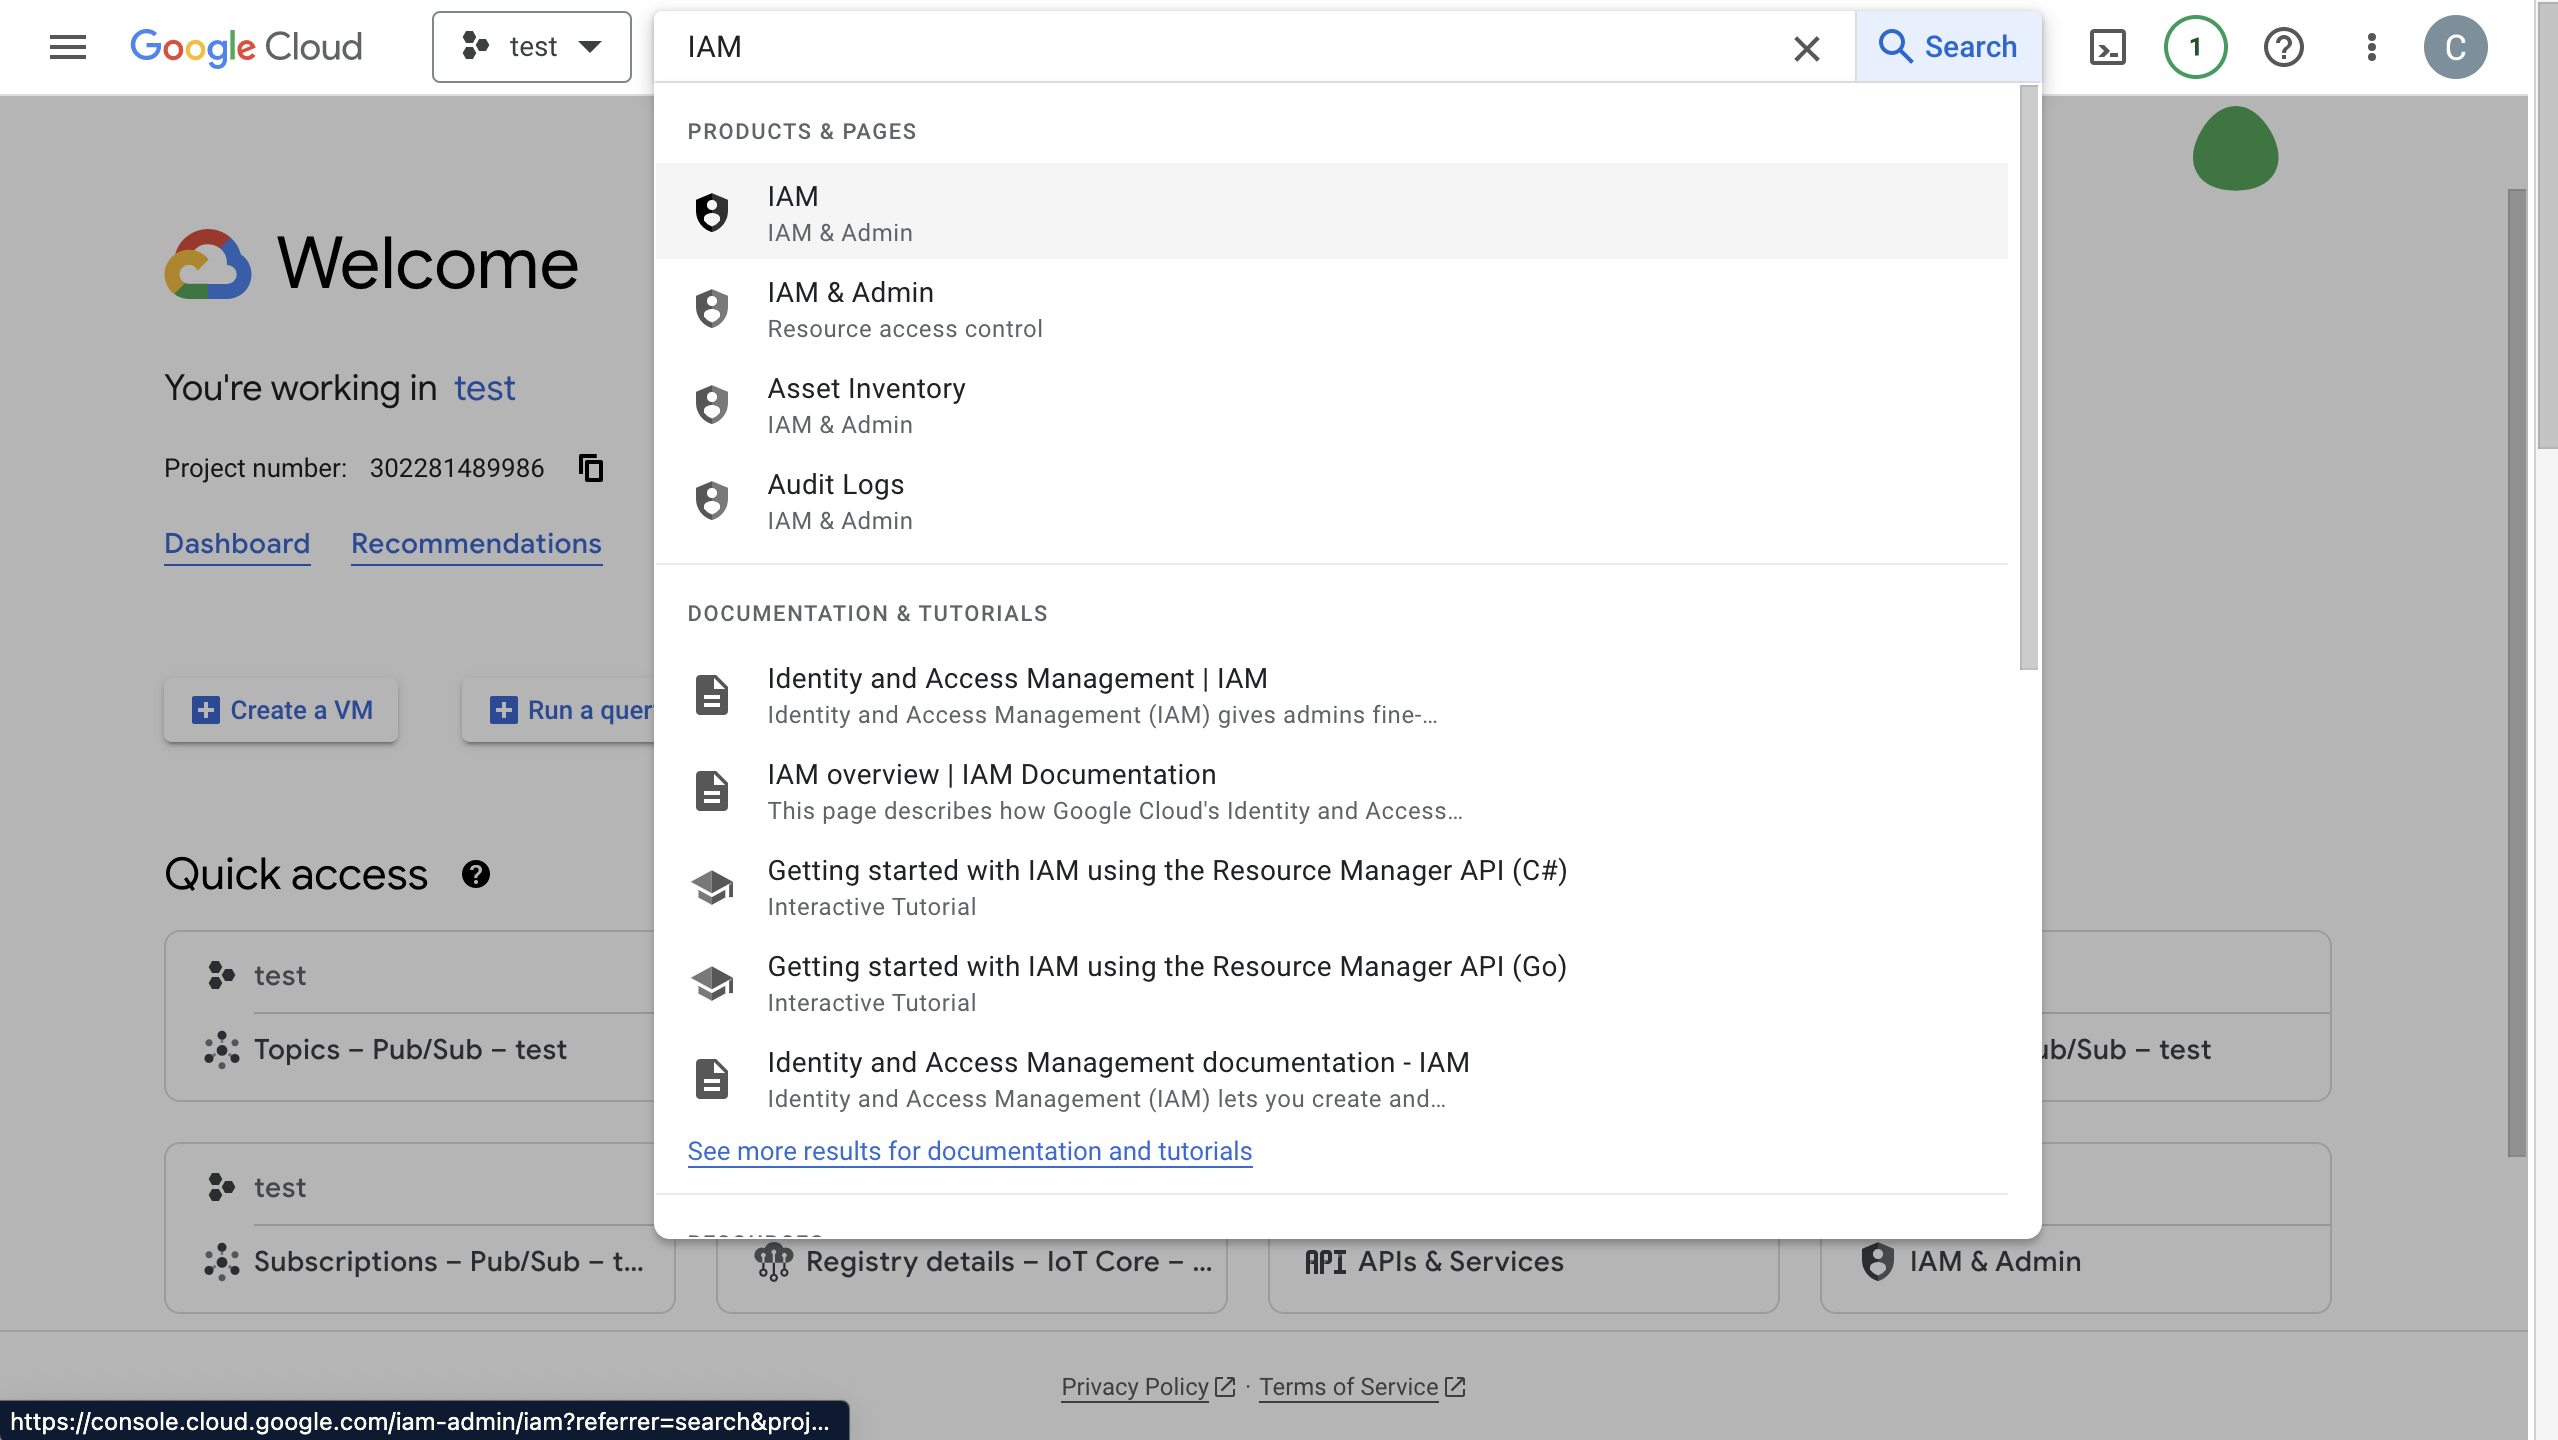 Google Cloud
test
IAM
Search
1
C
PRODUCTS & PAGES
IAM
IAM & Admin
IAM & Admin
Resource access control
Asset Inventory
IAM & Admin
Audit Logs
IAM & Admin
DOCUMENTATION & TUTORIALS
Identity and Access Management | IAM
Identity and Access Management (IAM) gives admins fine-...
IAM overview | IAM Documentation
This page describes how Google Cloud's Identity and Access...
Getting started with IAM using the Resource Manager API (C#)
Interactive Tutorial
Getting started with IAM using the Resource Manager API (Go)
Interactive Tutorial
Identity and Access Management documentation - IAM
Identity and Access Management (IAM) lets you create and...
See more results for documentation and tutorials
RESOURCES
Welcome
You're working in test
Project number: 302281489986
Dashboard Recommendations
Create a VM
Run a quer
Quick access
test
Topics – Pub/Sub – test
ub/Sub – test
test
Subscriptions – Pub/Sub – t...
Registry details – IoT Core – ...
API APIs & Services
IAM & Admin
Privacy Policy · Terms of Service
https://console.cloud.google.com/iam-admin/iam?referrer=search&proj...